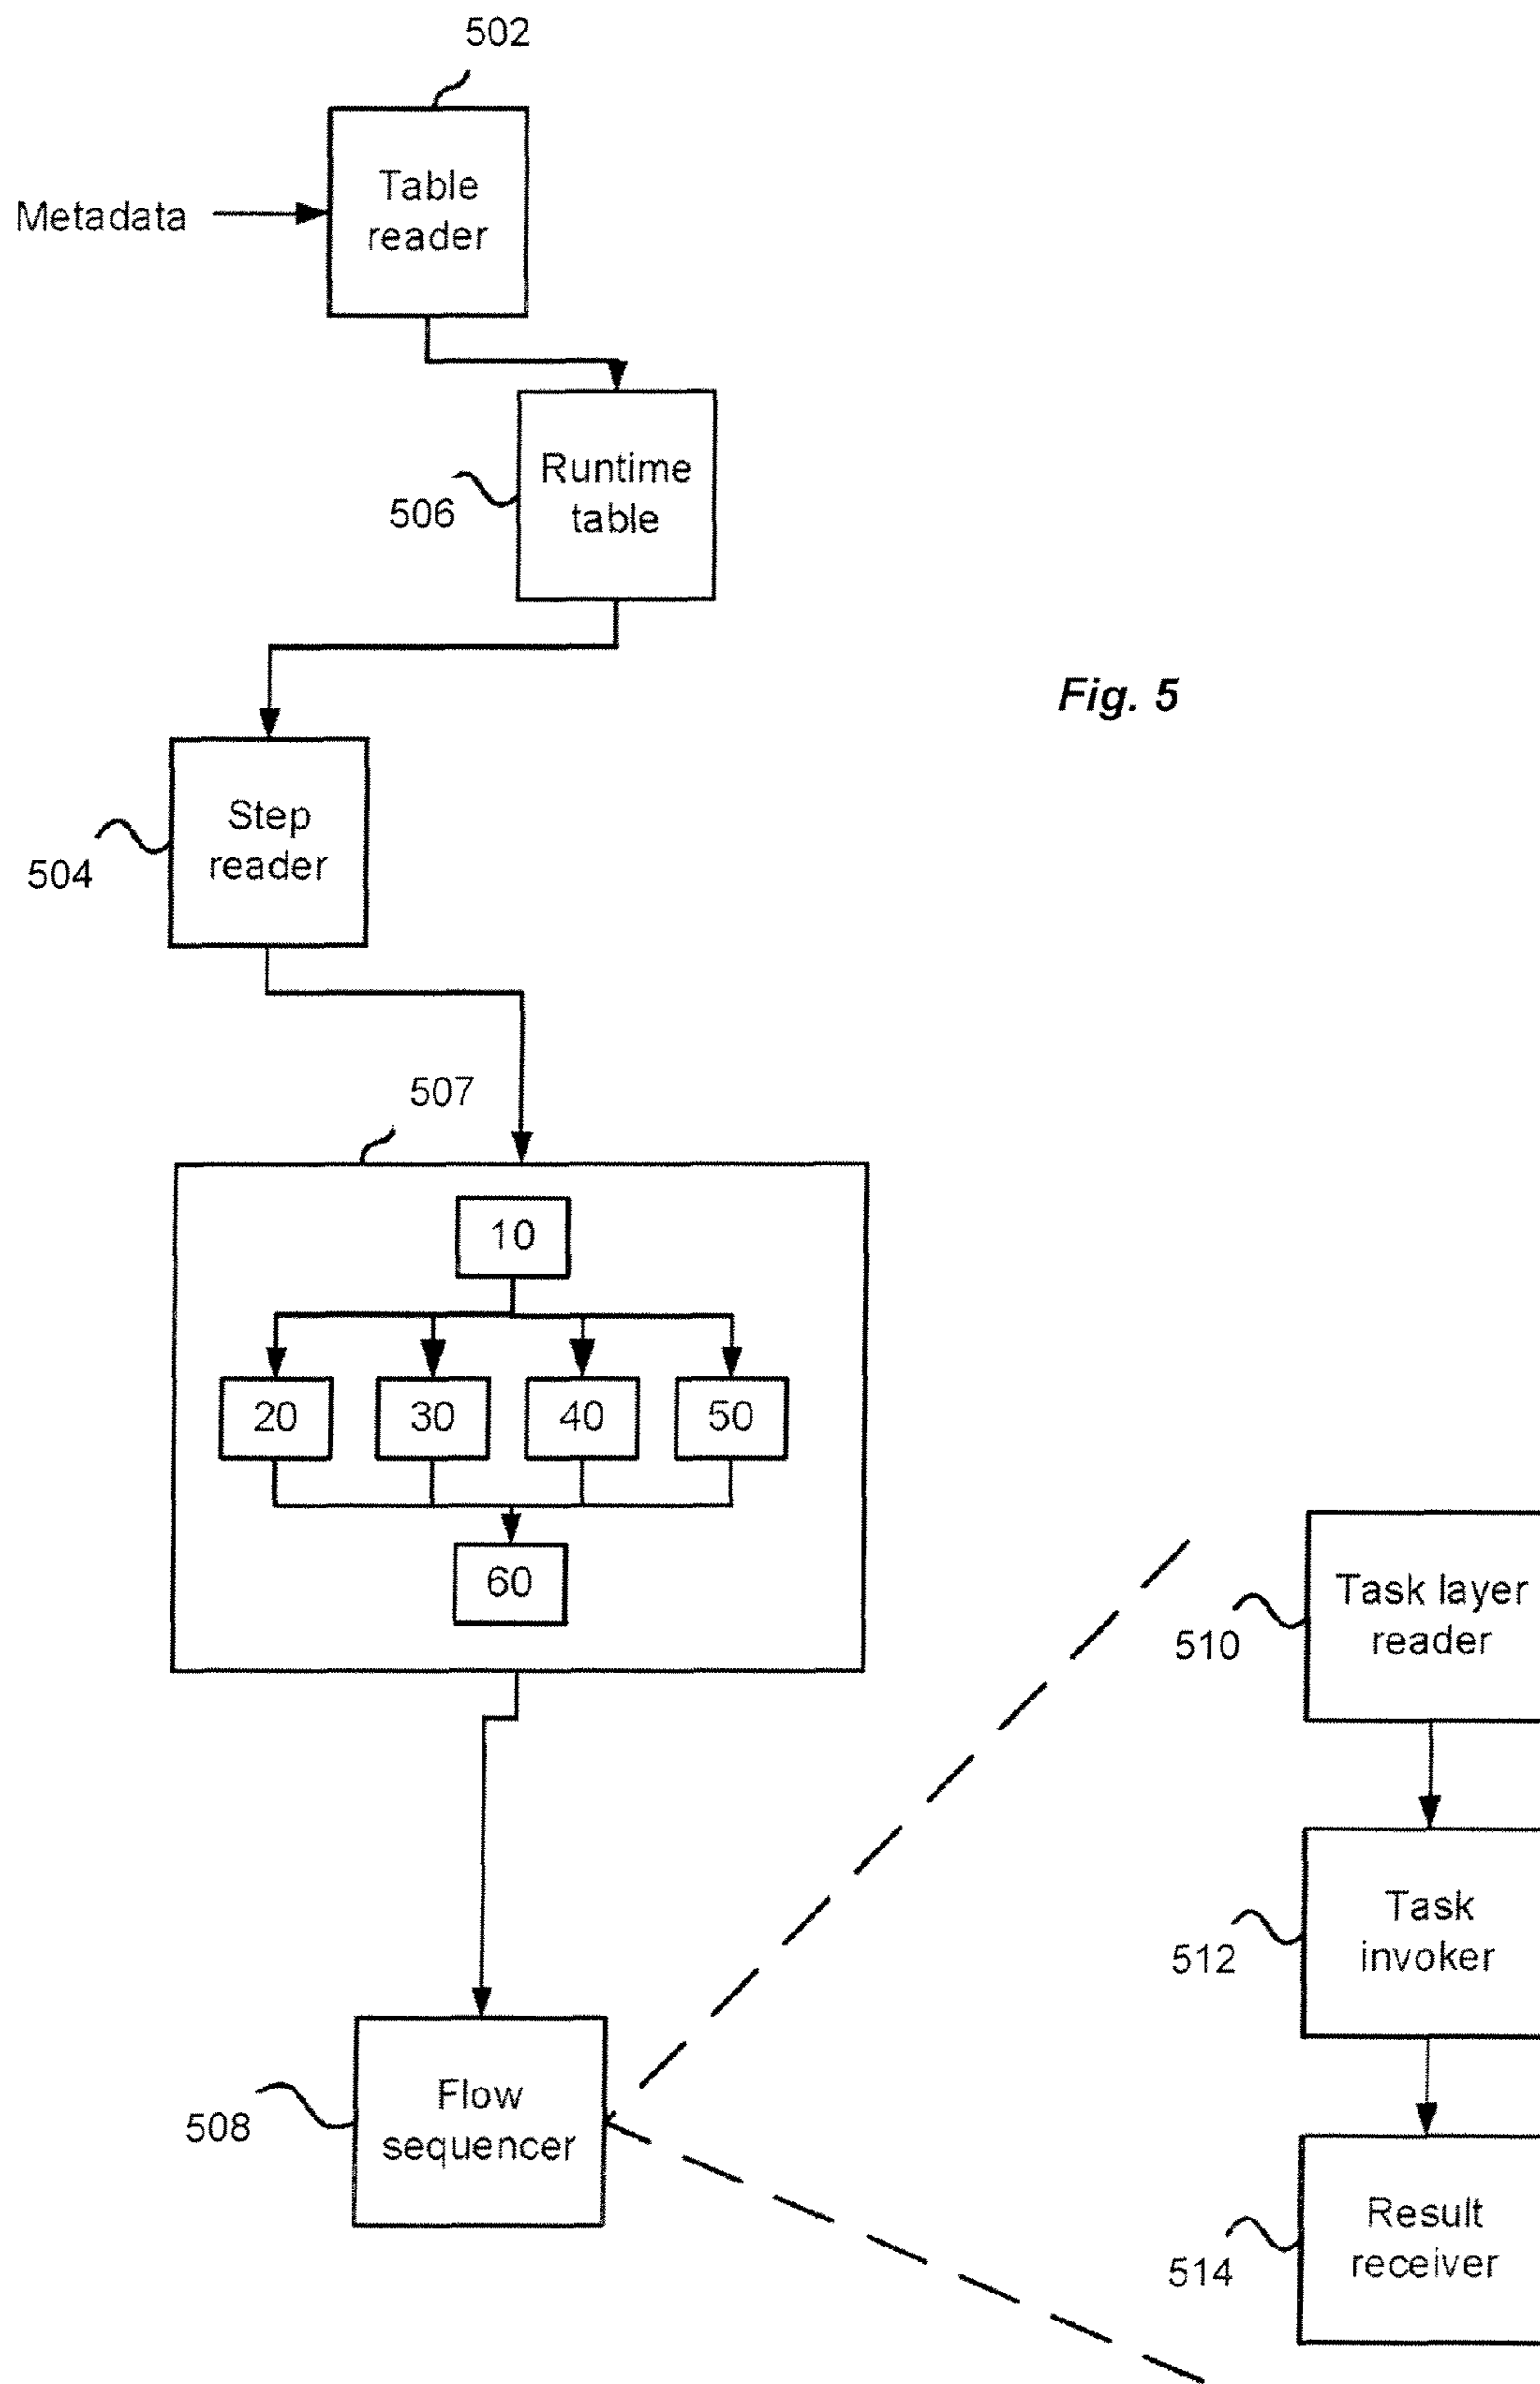 502
Table
reader
Metadata
Runtime
table
506
Fig. 5
Step
reader
504
507
10
20 30 40 50
60
Task layer
reader
510
Task
invoker
512
Flow
sequencer
508
Result
receiver
514